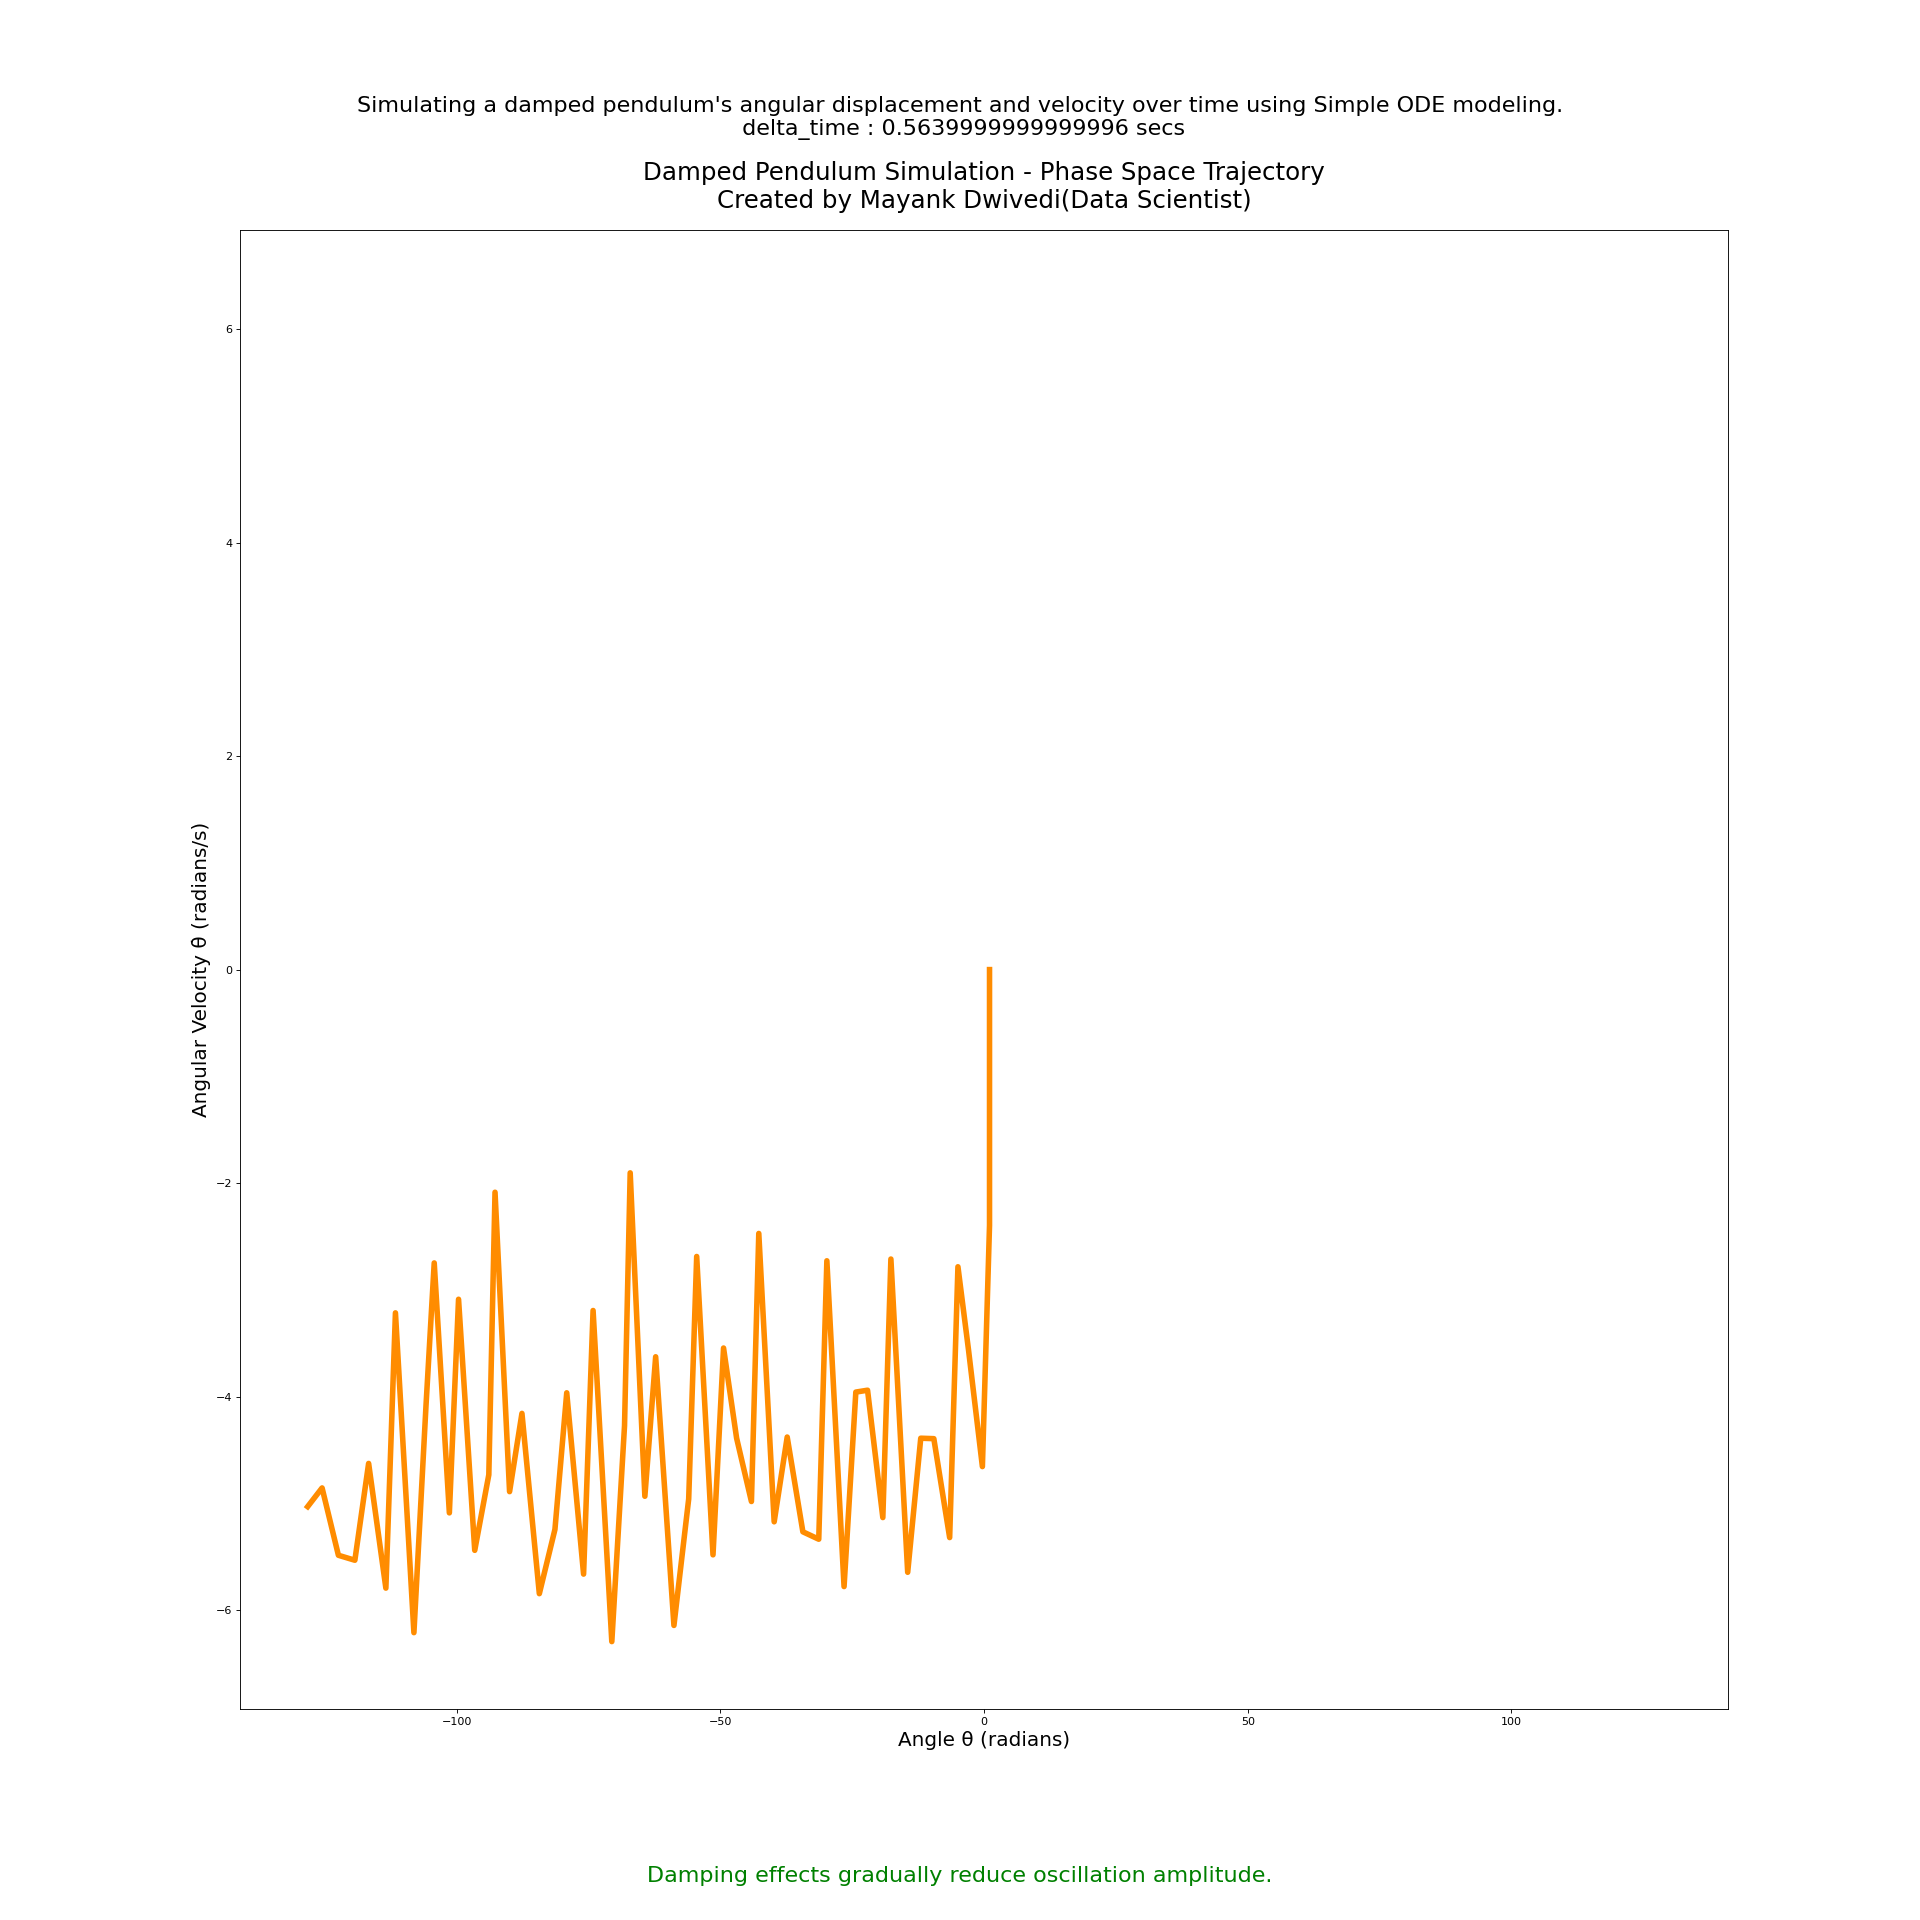 Simulating a damped pendulum's angular displacement and velocity over time using Simple ODE modeling.
delta_time : 0.5639999999999996 secs
Damped Pendulum Simulation - Phase Space Trajectory
Created by Mayank Dwivedi(Data Scientist)
6
4
2
0
−2
−4
−6
Angular Velocity θ (radians/s)
−100
−50
0
50
100
Angle θ (radians)
Damping effects gradually reduce oscillation amplitude.